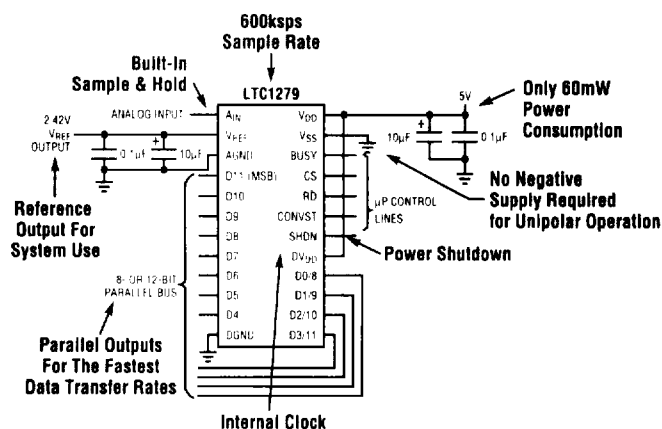 600ksps
Sample Rate
Built-In
Sample & Hold
LTC1279
ANALOG INPUT
2.42V
VREF
OUTPUT
0.1µF
10µF
AIN
VREF
AGND
D11 (MSB)
D10
D9
D8
D7
D6
D5
D4
DGND
VDD
VSS
BUSY
CS
RD
CONVST
SHDN
DVDD
D0/8
D1/9
D2/10
D3/11
5V
10µF
0.1µF
Only 60mW
Power
Consumption
µP CONTROL
LINES
No Negative
Supply Required
for Unipolar Operation
Power Shutdown
Reference
Output For
System Use
8- OR 12-BIT
PARALLEL BUS
Parallel Outputs
For The Fastest
Data Transfer Rates
Internal Clock